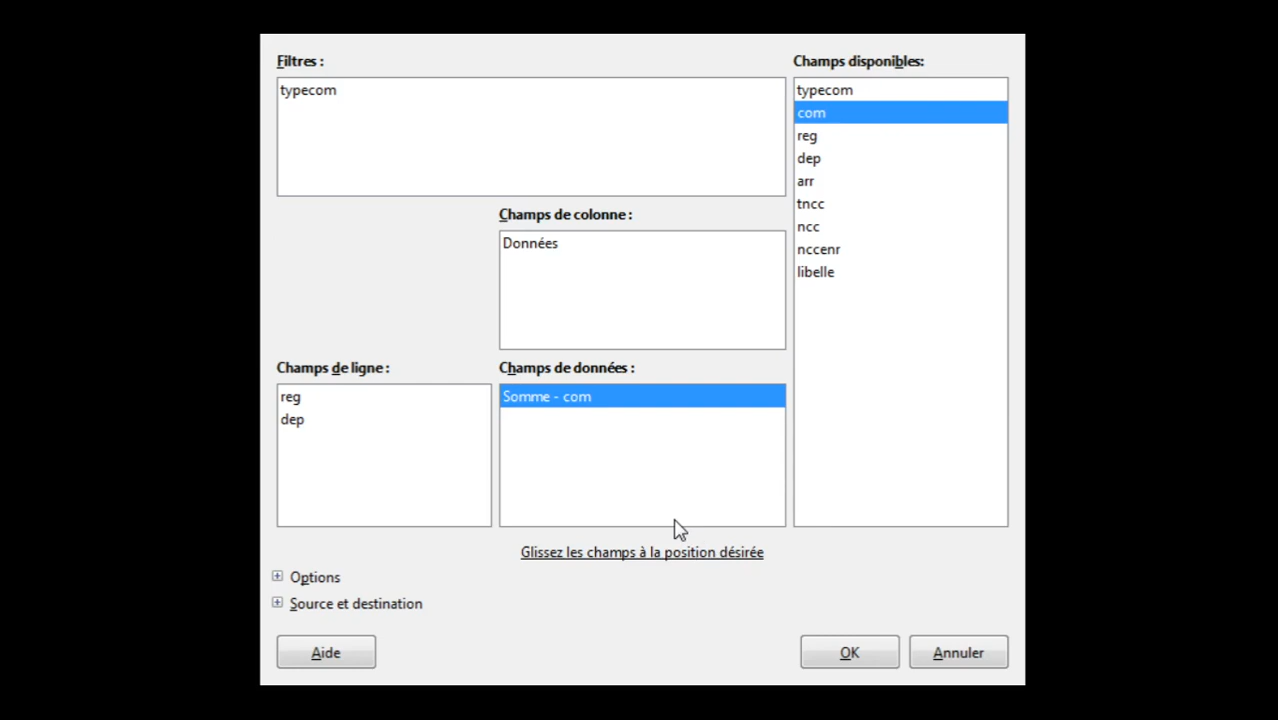 Filtres :
typecom
Champs de colonne :
Données
Champs de ligne :
reg
dep
Champs de données :
Somme - com
Champs disponibles:
typecom
com
reg
dep
arr
tncc
ncc
nccenr
libelle
Glissez les champs à la position désirée
Options
Source et destination
Aide
OK
Annuler